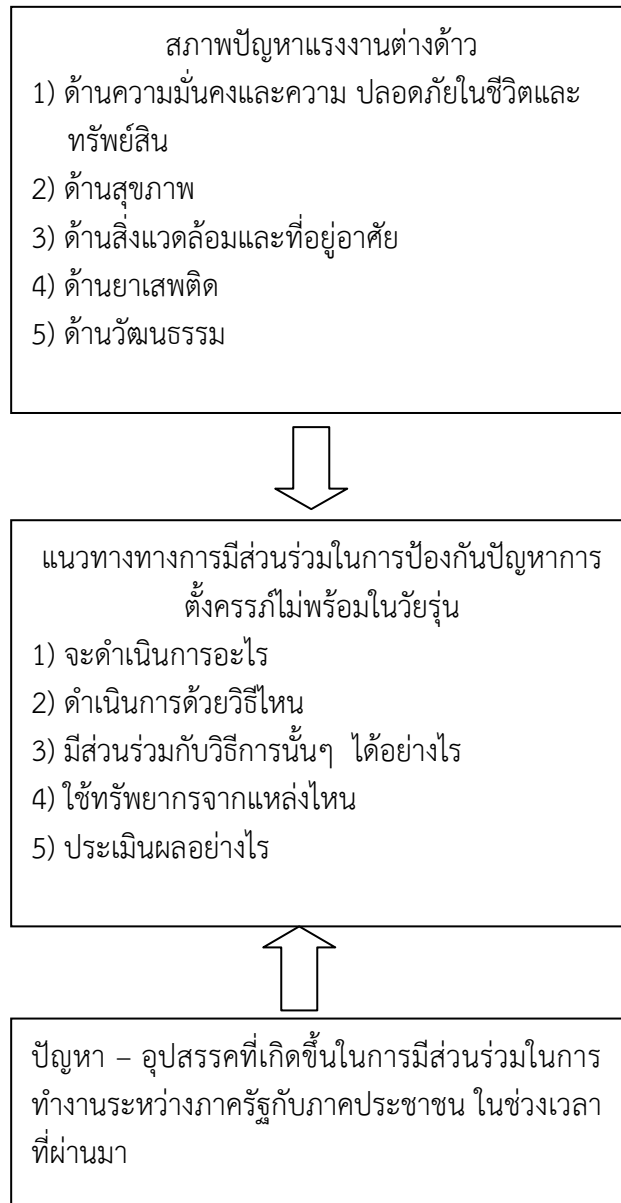 สภาพปัญหาแรงงานต่างด้าว
1) ด้านความมั่นคงและความ ปลอดภัยในชีวิตและ
ทรัพย์สิน
2) ด้านสุขภาพ
3) ด้านสิ่งแวดล้อมและที่อยู่อาศัย
4) ด้านยาเสพติด
5) ด้านวัฒนธรรม
แนวทางทางการมีส่วนร่วมในการป้องกันปัญหาการ
ตั้งครรภ์ไม่พร้อมในวัยรุ่น
1) จะดำเนินการอะไร
2) ดำเนินการด้วยวิธีไหน
3) มีส่วนร่วมกับวิธีการนั้นๆ ได้อย่างไร
4) ใช้ทรัพยากรจากแหล่งไหน
5) ประเมินผลอย่างไร
ปัญหา – อุปสรรคที่เกิดขึ้นในการมีส่วนร่วมในการ
ทำงานระหว่างภาครัฐกับภาคประชาชน ในช่วงเวลา
ที่ผ่านมา